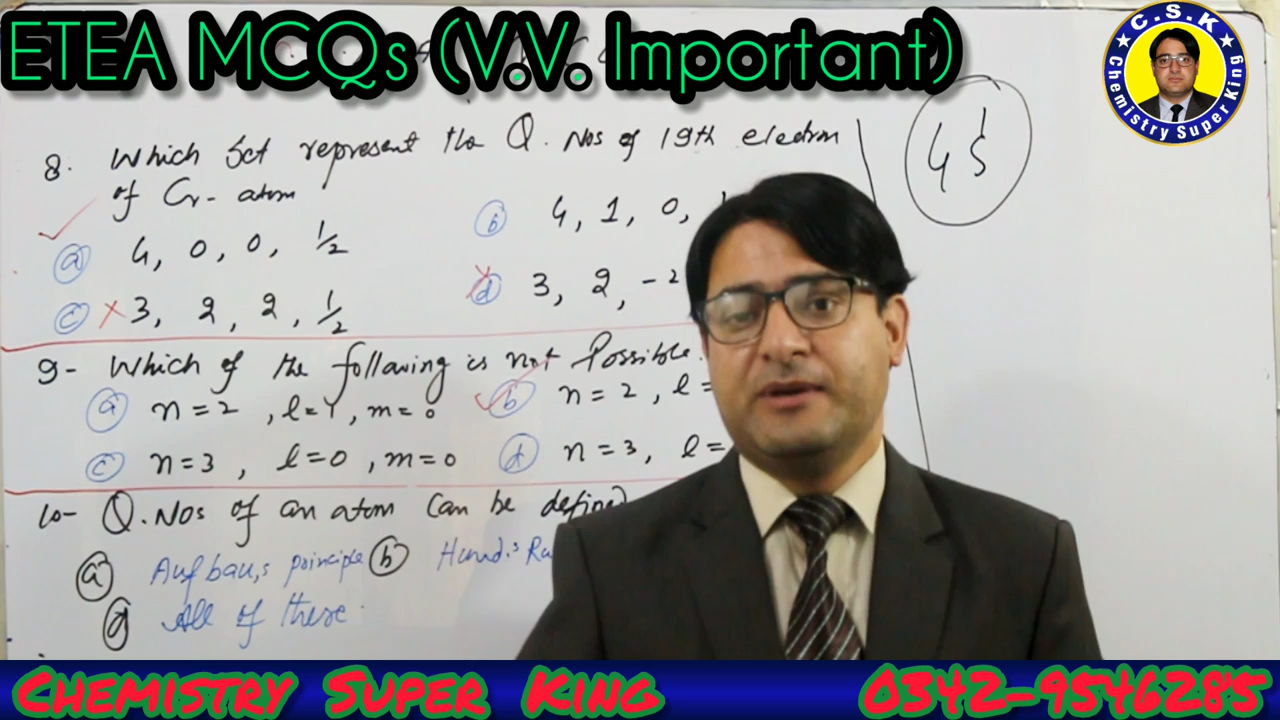 ETEA MCQs (V.V. Important)
C.S.K
Chemistry Super King
4s¹
8. Which Set represent the Q. Nos of 19th electron
of Cr- atom
(a) 4, 0, 0, 1/2
(b) 4, 1, 0,
(c) 3, 2, 2, 1/2
(d) 3, 2, -2
9- Which of the following is not Possible.
(a) n=2, l=1, m=0
(b) n=2, l=
(c) n=3, l=0, m=0
(d) n=3, l=
10- Q. Nos of an atom can be defined
(a) Aufbau,s principle (b) Hund,s Ru
(d) All of these
Chemistry Super King 0342-9546285